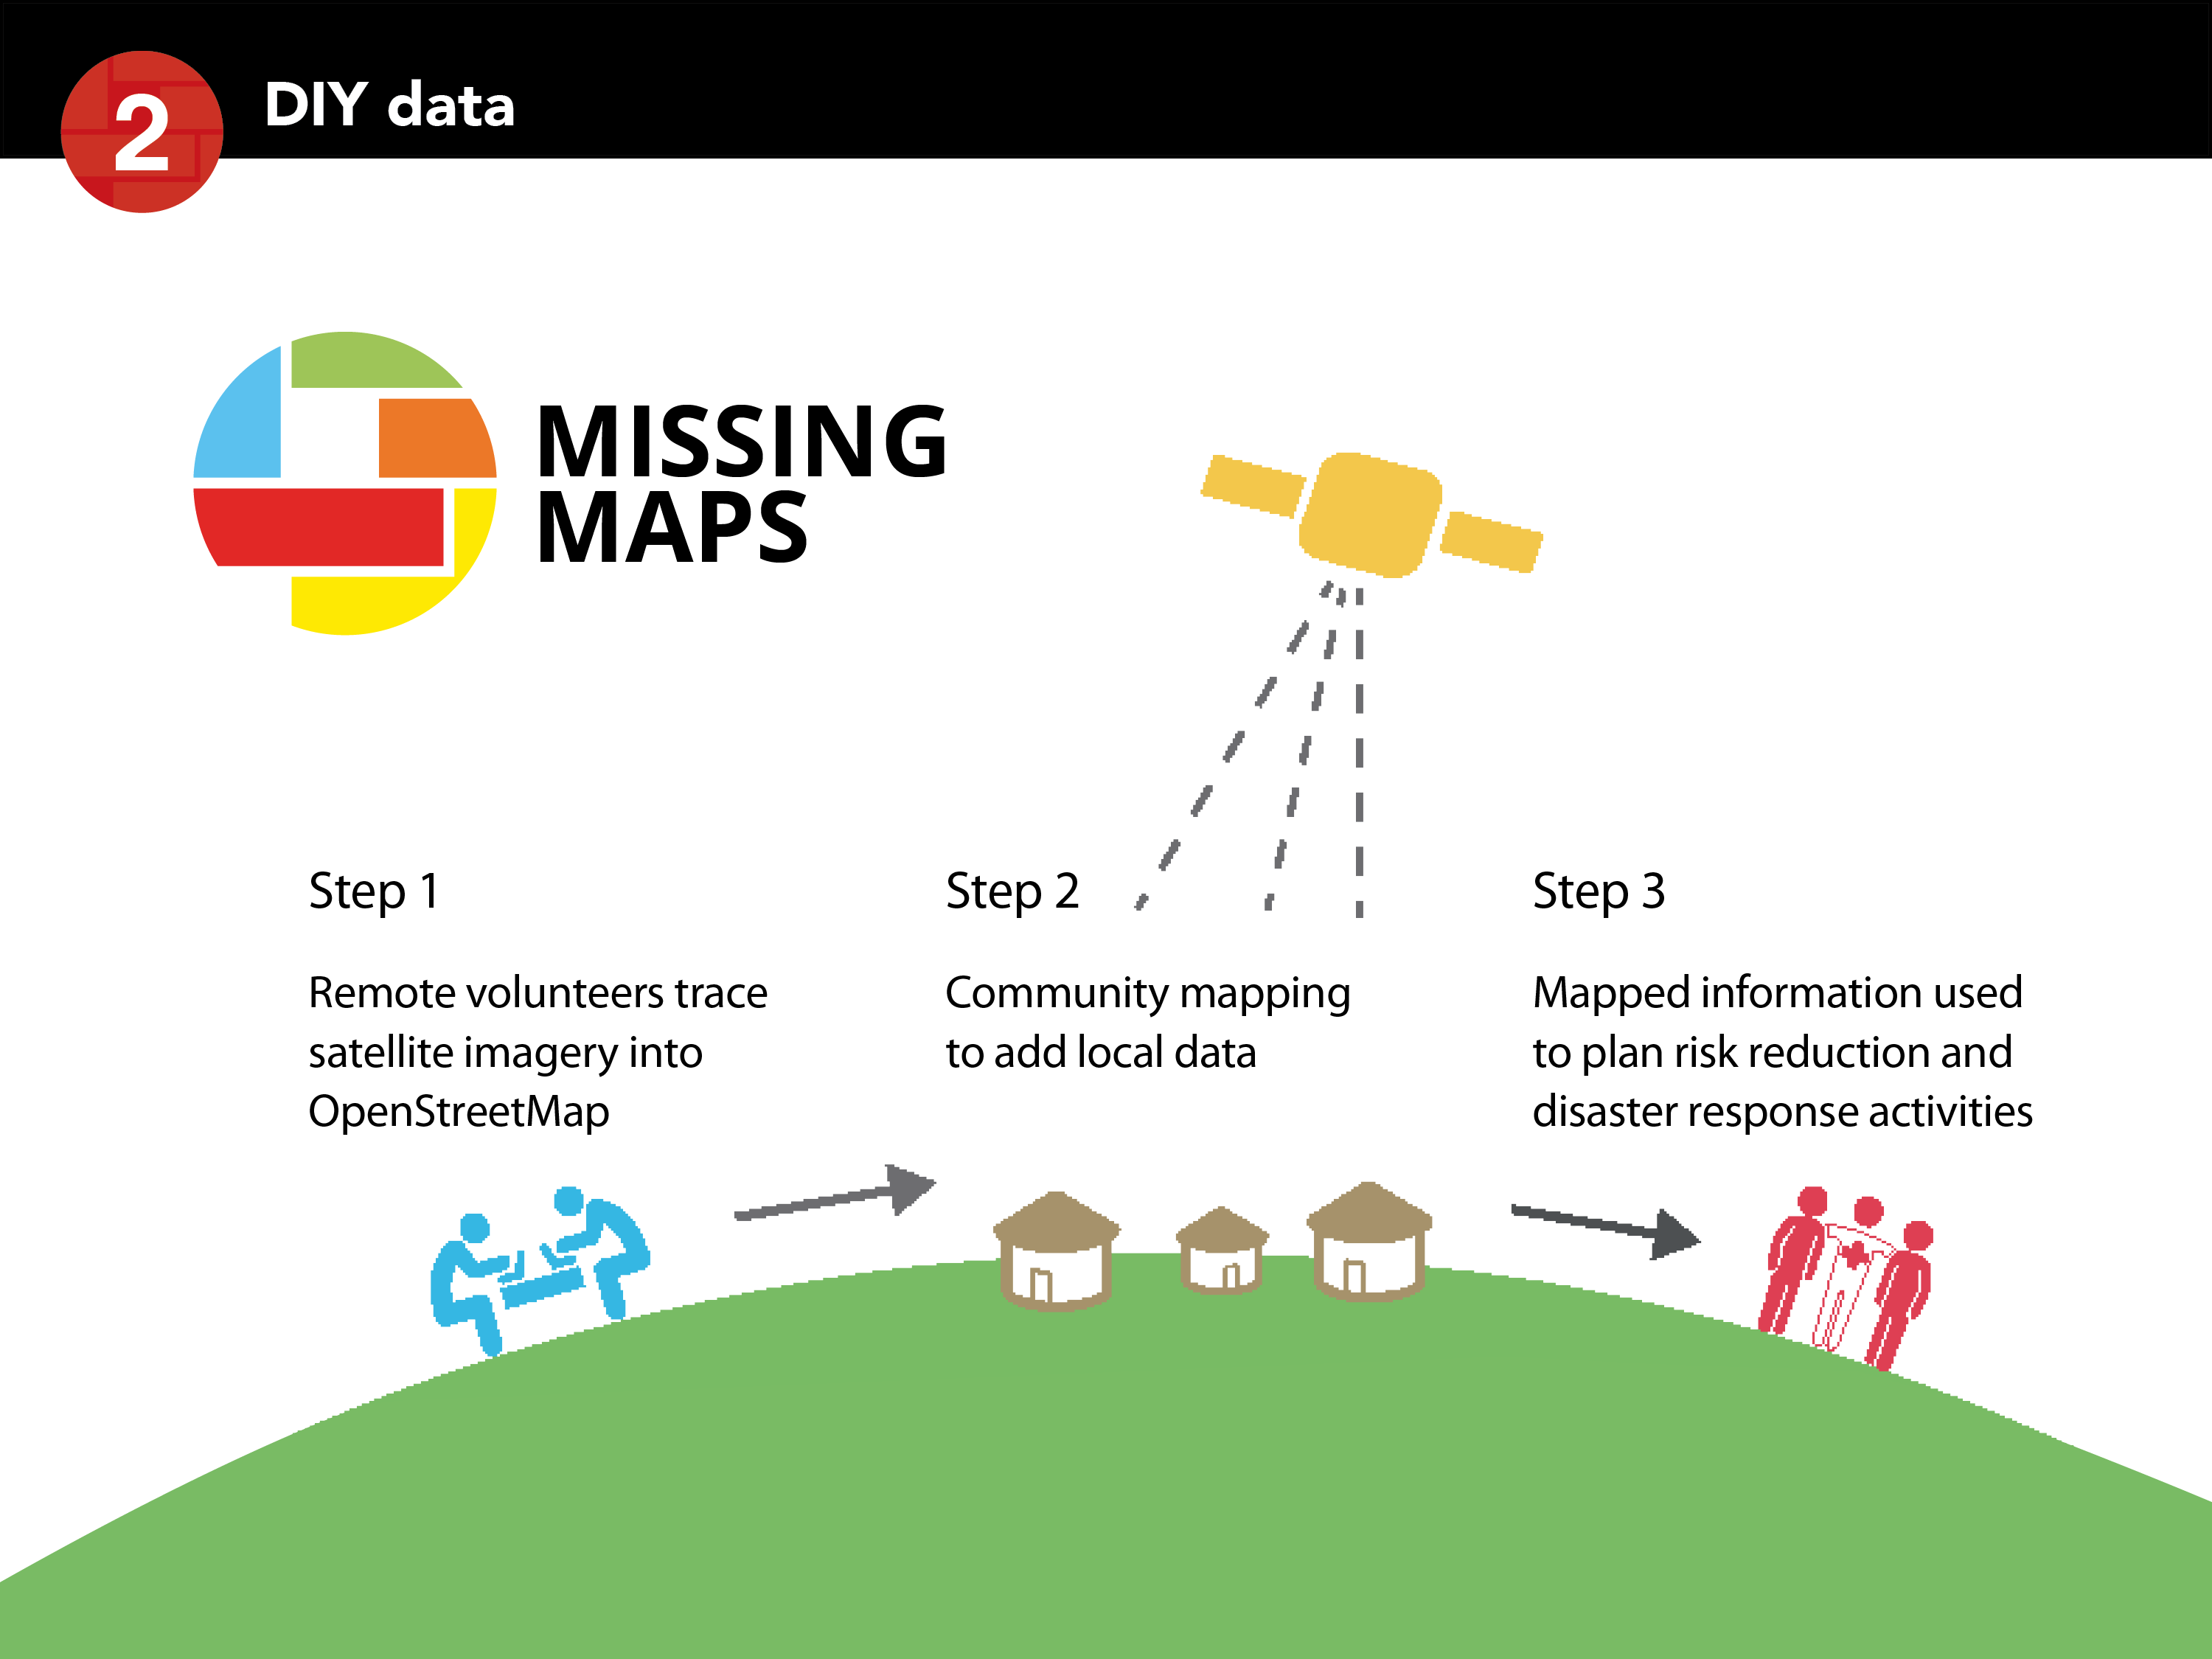 2
DIY data
MISSING
MAPS
Step 1
Remote volunteers trace
satellite imagery into
OpenStreetMap
Step 2
Community mapping
to add local data
Step 3
Mapped information used
to plan risk reduction and
disaster response activities